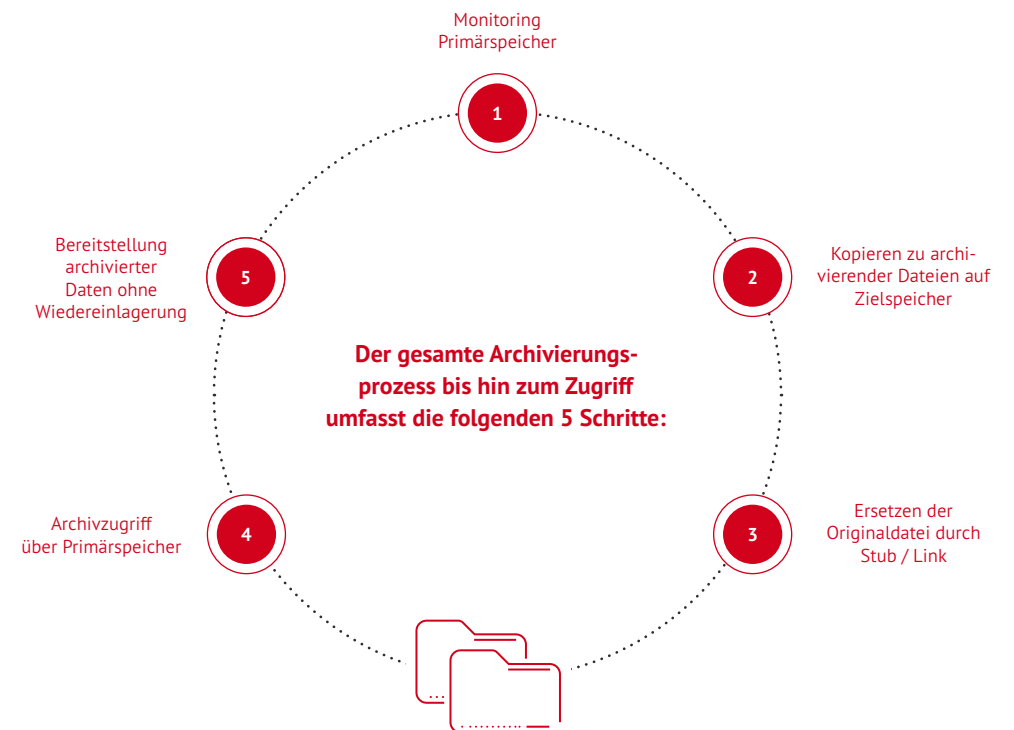 Monitoring
Primärspeicher
1
Kopieren zu archi-
vierender Dateien auf
Zielspeicher
2
Ersetzen der
Originaldatei durch
Stub / Link
3
Archivzugriff
über Primärspeicher
4
Bereitstellung
archivierter
Daten ohne
Wiedereinlagerung
5
Der gesamte Archivierungs-
prozess bis hin zum Zugriff
umfasst die folgenden 5 Schritte: